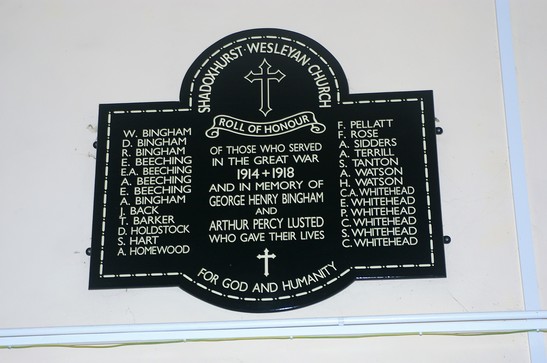 SHADOXHURST · WESLEYAN · CHURCH
ROLL OF HONOUR
OF THOSE WHO SERVED
IN THE GREAT WAR
1914 + 1918
AND IN MEMORY OF
GEORGE HENRY BINGHAM
AND
ARTHUR PERCY LUSTED
WHO GAVE THEIR LIVES
FOR GOD AND HUMANITY
W. BINGHAM
D. BINGHAM
R. BINGHAM
E. BEECHING
E.A. BEECHING
A. BEECHING
E. BEECHING
A. BINGHAM
J. BACK
T. BARKER
D. HOLDSTOCK
S. HART
A. HOMEWOOD
F. PELLATT
F. ROSE
A. SIDDERS
A. TERRILL
S. TANTON
A. WATSON
H. WATSON
C.A. WHITEHEAD
E. WHITEHEAD
P. WHITEHEAD
C. WHITEHEAD
S. WHITEHEAD
C. WHITEHEAD